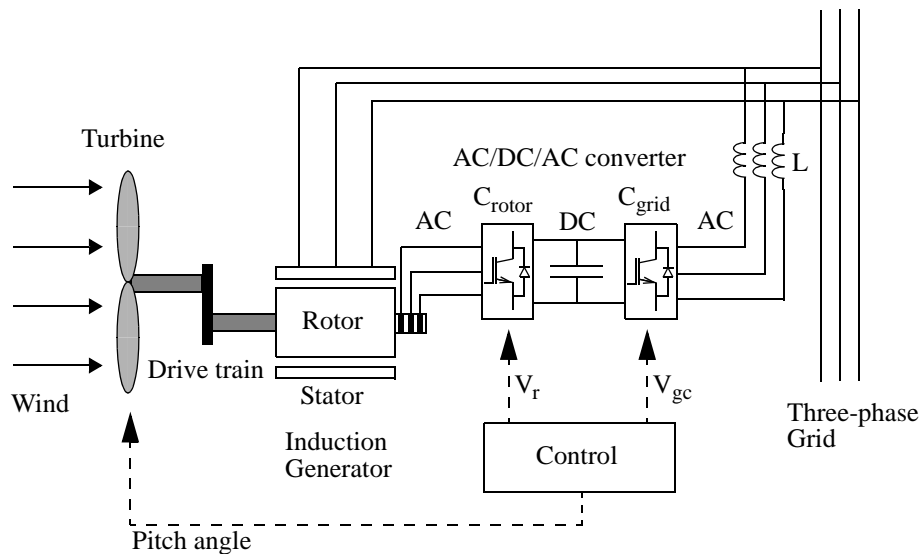 Turbine
AC/DC/AC converter
L
C_rotor
C_grid
AC
DC
AC
Rotor
Drive train
Stator
Wind
V_r
V_gc
Three-phase
Grid
Induction
Generator
Control
Pitch angle